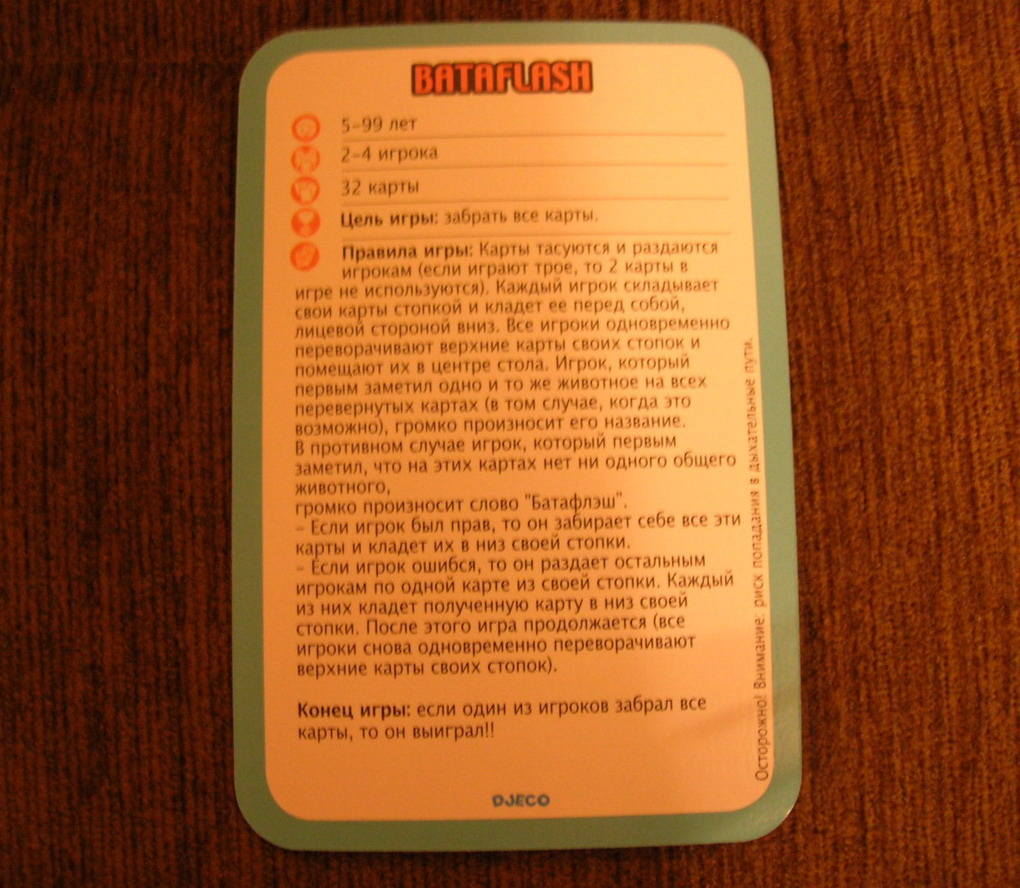 BATAFLASH
5-99 лет
2-4 игрока
32 карты
Цель игры: забрать все карты.
Правила игры: Карты тасуются и раздаются
игрокам (если играют трое, то 2 карты в
игре не используются). Каждый игрок складывает
свои карты стопкой и кладет ее перед собой,
лицевой стороной вниз. Все игроки одновременно
переворачивают верхние карты своих стопок и
помещают их в центре стола. Игрок, который
первым заметил одно и то же животное на всех
перевернутых картах (в том случае, когда это
возможно), громко произносит его название.
В противном случае игрок, который первым
заметил, что на этих картах нет ни одного общего
животного,
громко произносит слово "Батафлэш".
– Если игрок был прав, то он забирает себе все эти
карты и кладет их в низ своей стопки.
– Если игрок ошибся, то он раздает остальным
игрокам по одной карте из своей стопки. Каждый
из них кладет полученную карту в низ своей
стопки. После этого игра продолжается (все
игроки снова одновременно переворачивают
верхние карты своих стопок).
Конец игры: если один из игроков забрал все
карты, то он выиграл!!
DJECO
Осторожно! Внимание: риск попадания в дыхательные пути.